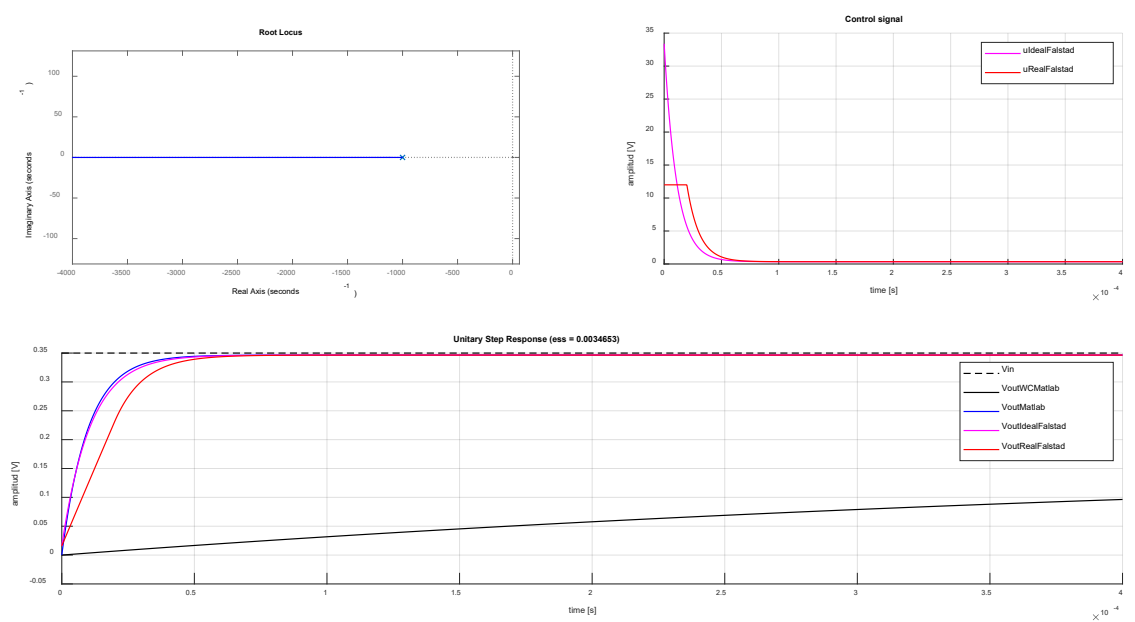 Root Locus
Imaginary Axis (seconds⁻¹)
100
50
0
-50
-100
-4000 -3500 -3000 -2500 -2000 -1500 -1000 -500 0
Real Axis (seconds⁻¹)
Control signal
amplitud [V]
35
30
25
20
15
10
5
0
0 0.5 1 1.5 2 2.5 3 3.5 4
time [s]
×10⁻⁴
uIdealFalstad
uRealFalstad
Unitary Step Response (ess = 0.0034653)
amplitud [V]
0.35
0.3
0.25
0.2
0.15
0.1
0.05
0
-0.05
0 0.5 1 1.5 2 2.5 3 3.5 4
time [s]
×10⁻⁴
Vin
VoutWCMatlab
VoutMatlab
VoutIdealFalstad
VoutRealFalstad